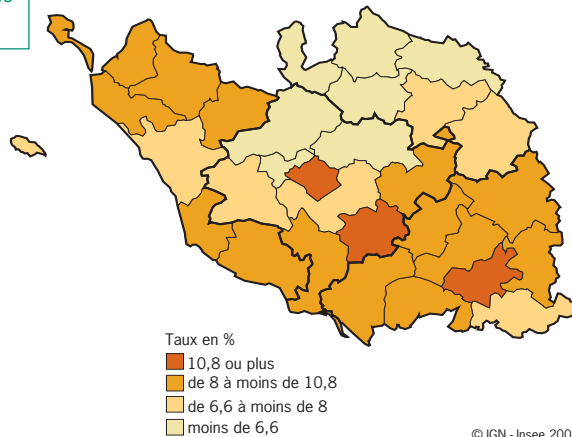 Taux en %
10,8 ou plus
de 8 à moins de 10,8
de 6,6 à moins de 8
moins de 6,6
© IGN - Insee